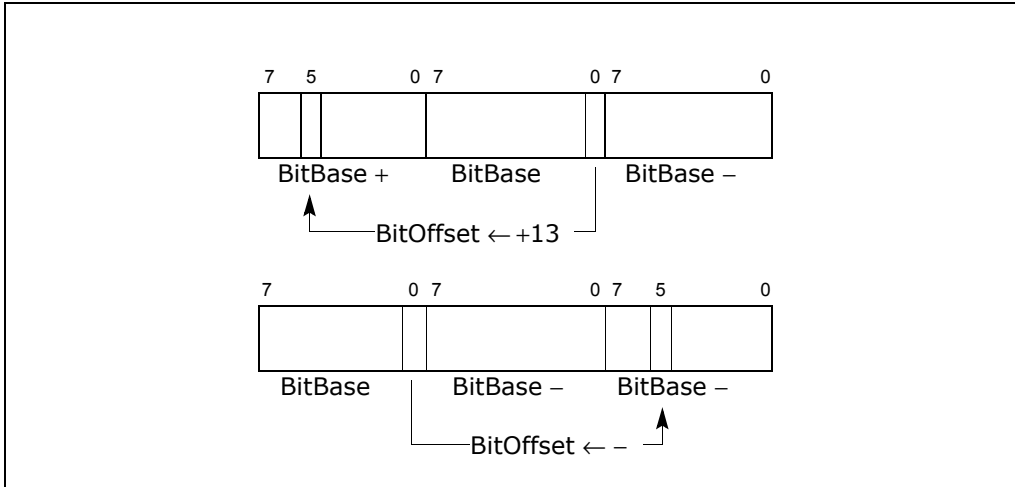 7 5 0 7 0 7 0
BitBase + BitBase BitBase −
BitOffset ← +13
7 0 7 0 7 5 0
BitBase BitBase − BitBase −
BitOffset ← −